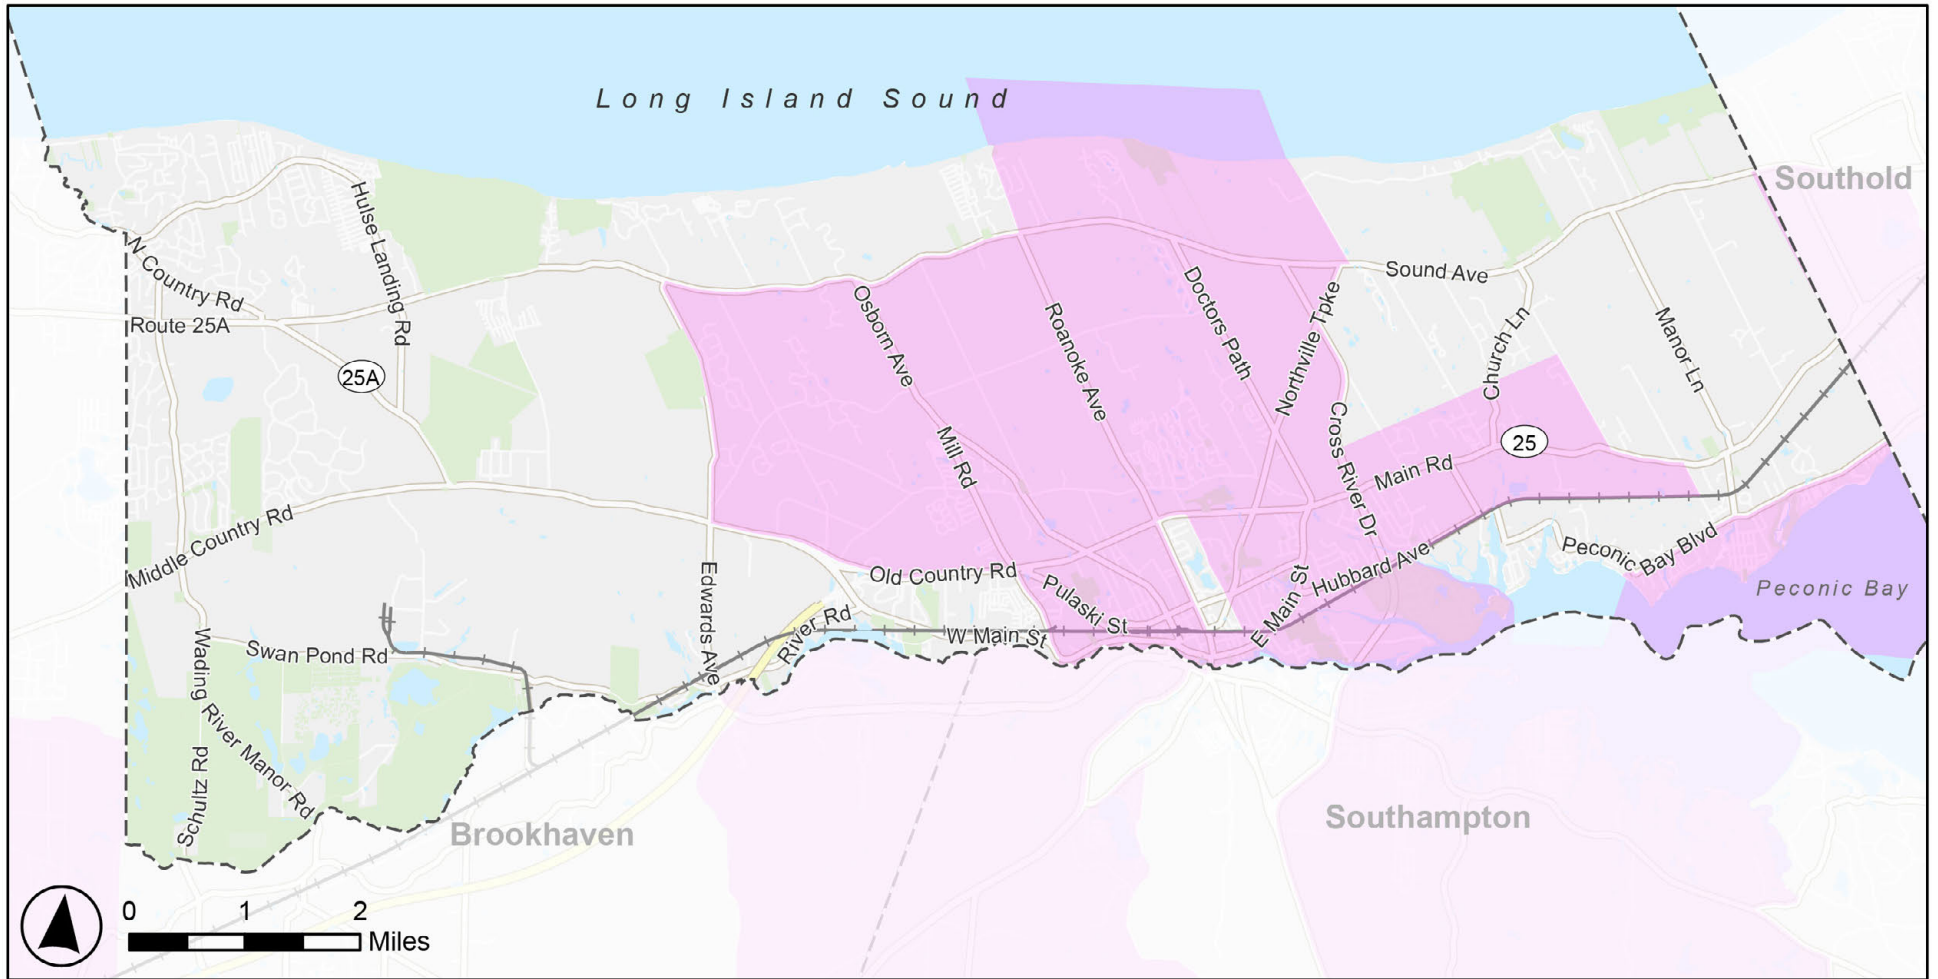 Long Island Sound
Southold
N Country Rd
Hulse Landing Rd
Route 25A
25A
Osborn Ave
Roanoke Ave
Doctors Path
Northville Tpke
Sound Ave
Church Ln
Manor Ln
Mill Rd
Cross River Dr
Main Rd
25
Middle Country Rd
Edwards Ave
Old Country Rd
Pulaski St
E Main St
Hubbard Ave
Peconic Bay Blvd
Peconic Bay
River Rd
W Main St
Swan Pond Rd
Wading River Manor Rd
Schultz Rd
Brookhaven
Southampton
0 1 2
Miles